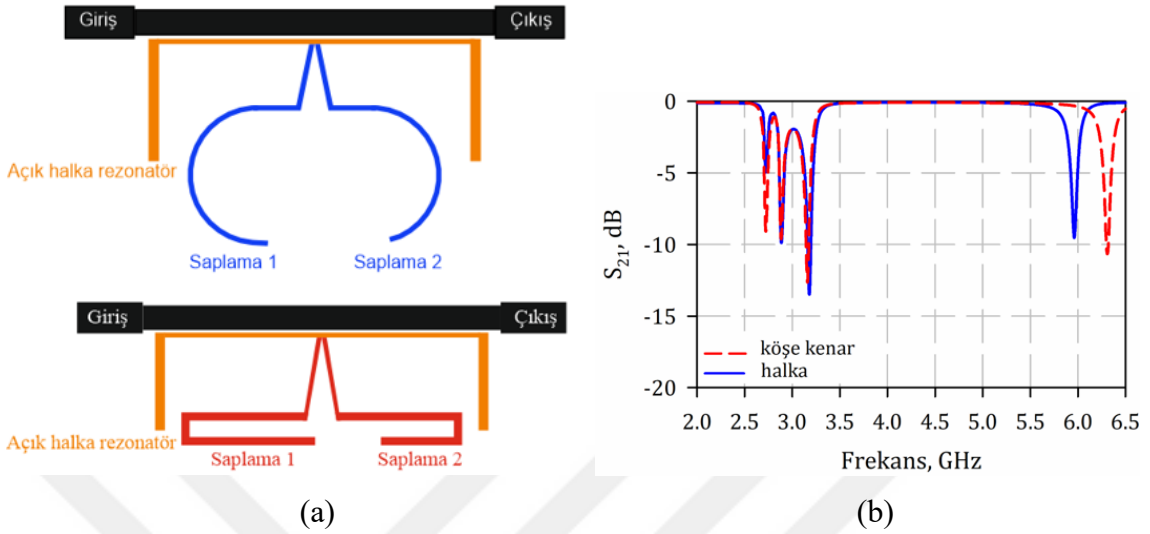 Giriş
Çıkış
Açık halka rezonatör
Saplama 1
Saplama 2
Giriş
Çıkış
Açık halka rezonatör
Saplama 1
Saplama 2
(a)
S21, dB
0
-5
-10
-15
-20
köşe kenar
halka
2.0 2.5 3.0 3.5 4.0 4.5 5.0 5.5 6.0 6.5
Frekans, GHz
(b)